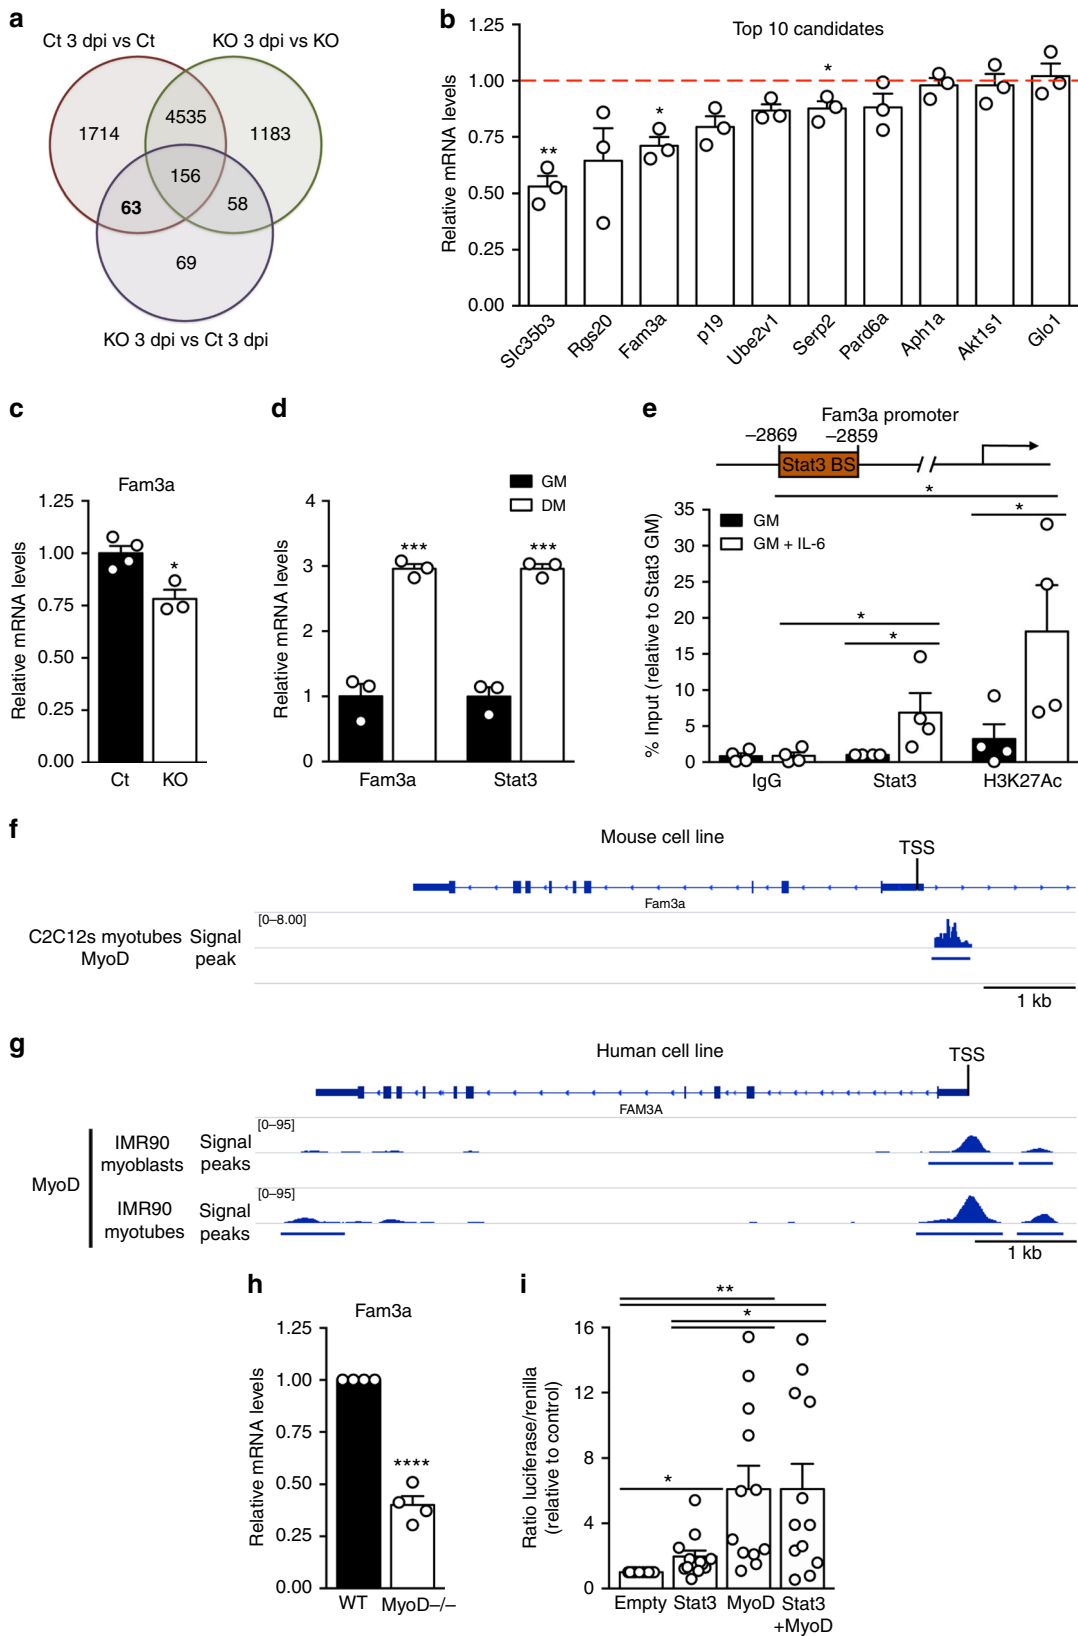 a
Ct 3 dpi vs Ct
KO 3 dpi vs KO
1714
4535
1183
156
63
58
69
KO 3 dpi vs Ct 3 dpi
b
Top 10 candidates
Relative mRNA levels
1.25
1.00
0.75
0.50
0.25
0.00
**
*
*
Slc35b3
Rgs20
Fam3a
p19
Ube2v1
Serp2
Pard6a
Aph1a
Akt1s1
Glo1
c
Fam3a
Relative mRNA levels
1.25
1.00
0.75
0.50
0.25
0.00
*
Ct
KO
d
GM
DM
Relative mRNA levels
4
3
2
1
0
***
***
Fam3a
Stat3
e
Fam3a promoter
–2869
–2859
Stat3 BS
% Input (relative to Stat3 GM)
35
30
25
20
15
10
5
0
GM
GM + IL-6
*
*
*
*
IgG
Stat3
H3K27Ac
f
Mouse cell line
TSS
Fam3a
C2C12s myotubes
MyoD
Signal
peak
[0–8.00]
1 kb
g
Human cell line
TSS
FAM3A
MyoD
IMR90
myoblasts
Signal
peaks
[0–95]
IMR90
myotubes
Signal
peaks
[0–95]
1 kb
h
Fam3a
Relative mRNA levels
1.25
1.00
0.75
0.50
0.25
0.00
****
WT
MyoD–/–
i
Ratio luciferase/renilla
(relative to control)
16
12
8
4
0
**
*
*
Empty
Stat3
MyoD
Stat3
+MyoD